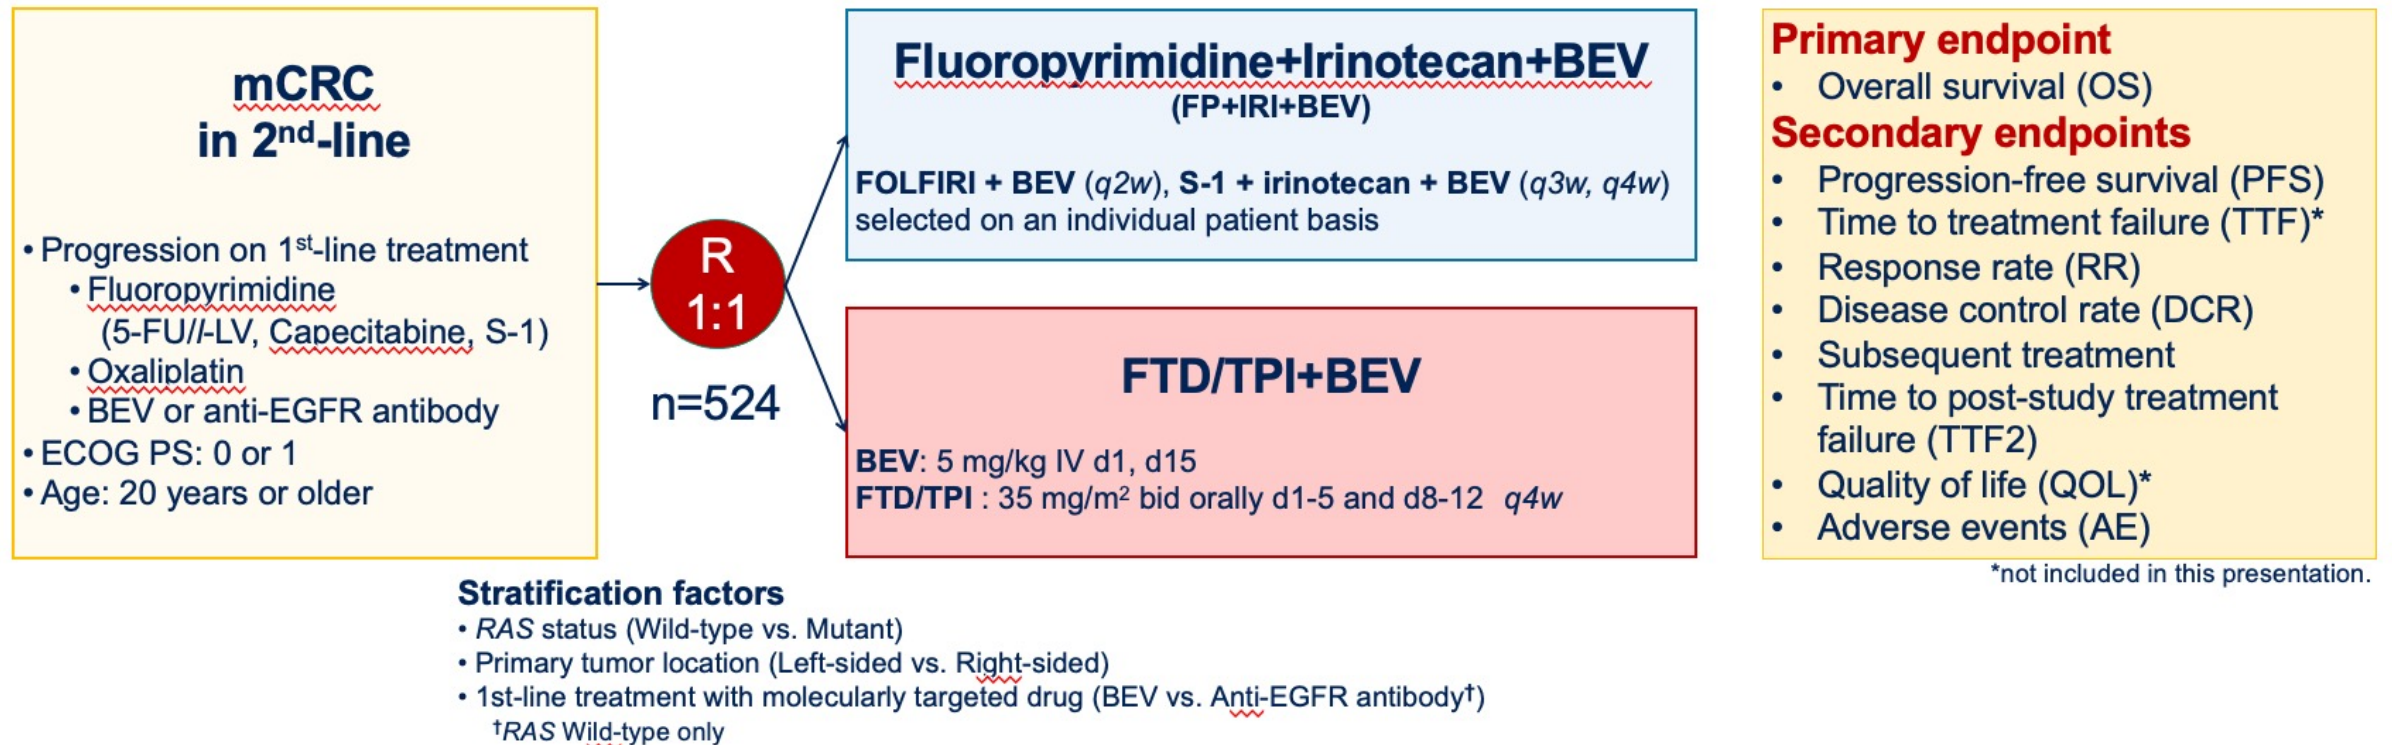 mCRC
in 2nd-line
• Progression on 1st-line treatment
• Fluoropyrimidine
(5-FU/l-LV, Capecitabine, S-1)
• Oxaliplatin
• BEV or anti-EGFR antibody
• ECOG PS: 0 or 1
• Age: 20 years or older
R
1:1
n=524
Fluoropyrimidine+Irinotecan+BEV
(FP+IRI+BEV)
FOLFIRI + BEV (q2w), S-1 + irinotecan + BEV (q3w, q4w)
selected on an individual patient basis
FTD/TPI+BEV
BEV: 5 mg/kg IV d1, d15
FTD/TPI : 35 mg/m² bid orally d1-5 and d8-12 q4w
Primary endpoint
• Overall survival (OS)
Secondary endpoints
• Progression-free survival (PFS)
• Time to treatment failure (TTF)*
• Response rate (RR)
• Disease control rate (DCR)
• Subsequent treatment
• Time to post-study treatment
failure (TTF2)
• Quality of life (QOL)*
• Adverse events (AE)
*not included in this presentation.
Stratification factors
• RAS status (Wild-type vs. Mutant)
• Primary tumor location (Left-sided vs. Right-sided)
• 1st-line treatment with molecularly targeted drug (BEV vs. Anti-EGFR antibody†)
†RAS Wild-type only